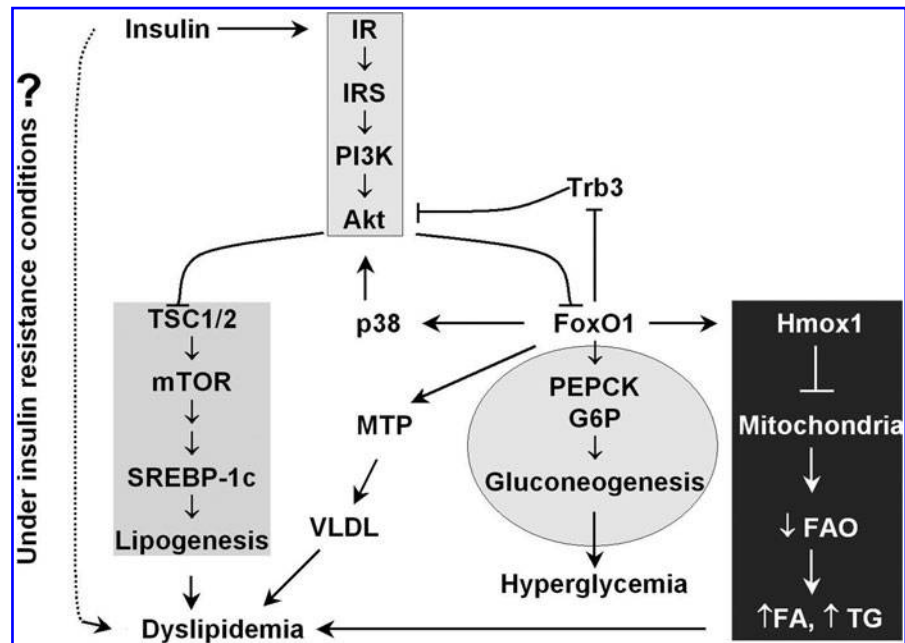 Under insulin resistance conditions ?
Insulin
IR
IRS
PI3K
Akt
Trb3
TSC1/2
mTOR
SREBP-1c
Lipogenesis
p38
FoxO1
Hmox1
MTP
PEPCK
G6P
Gluconeogenesis
Mitochondria
VLDL
↓ FAO
Hyperglycemia
↑FA, ↑ TG
Dyslipidemia